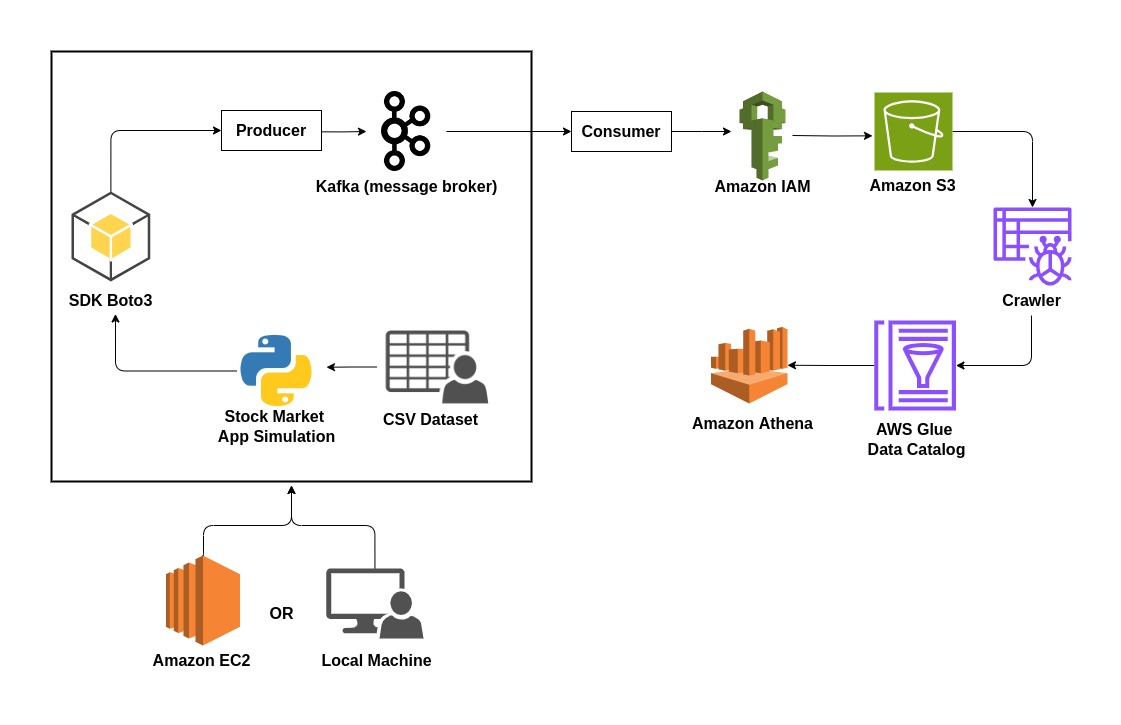 Producer
Kafka (message broker)
Consumer
Amazon IAM
Amazon S3
SDK Boto3
Crawler
Stock Market
App Simulation
CSV Dataset
Amazon Athena
AWS Glue
Data Catalog
Amazon EC2
OR
Local Machine